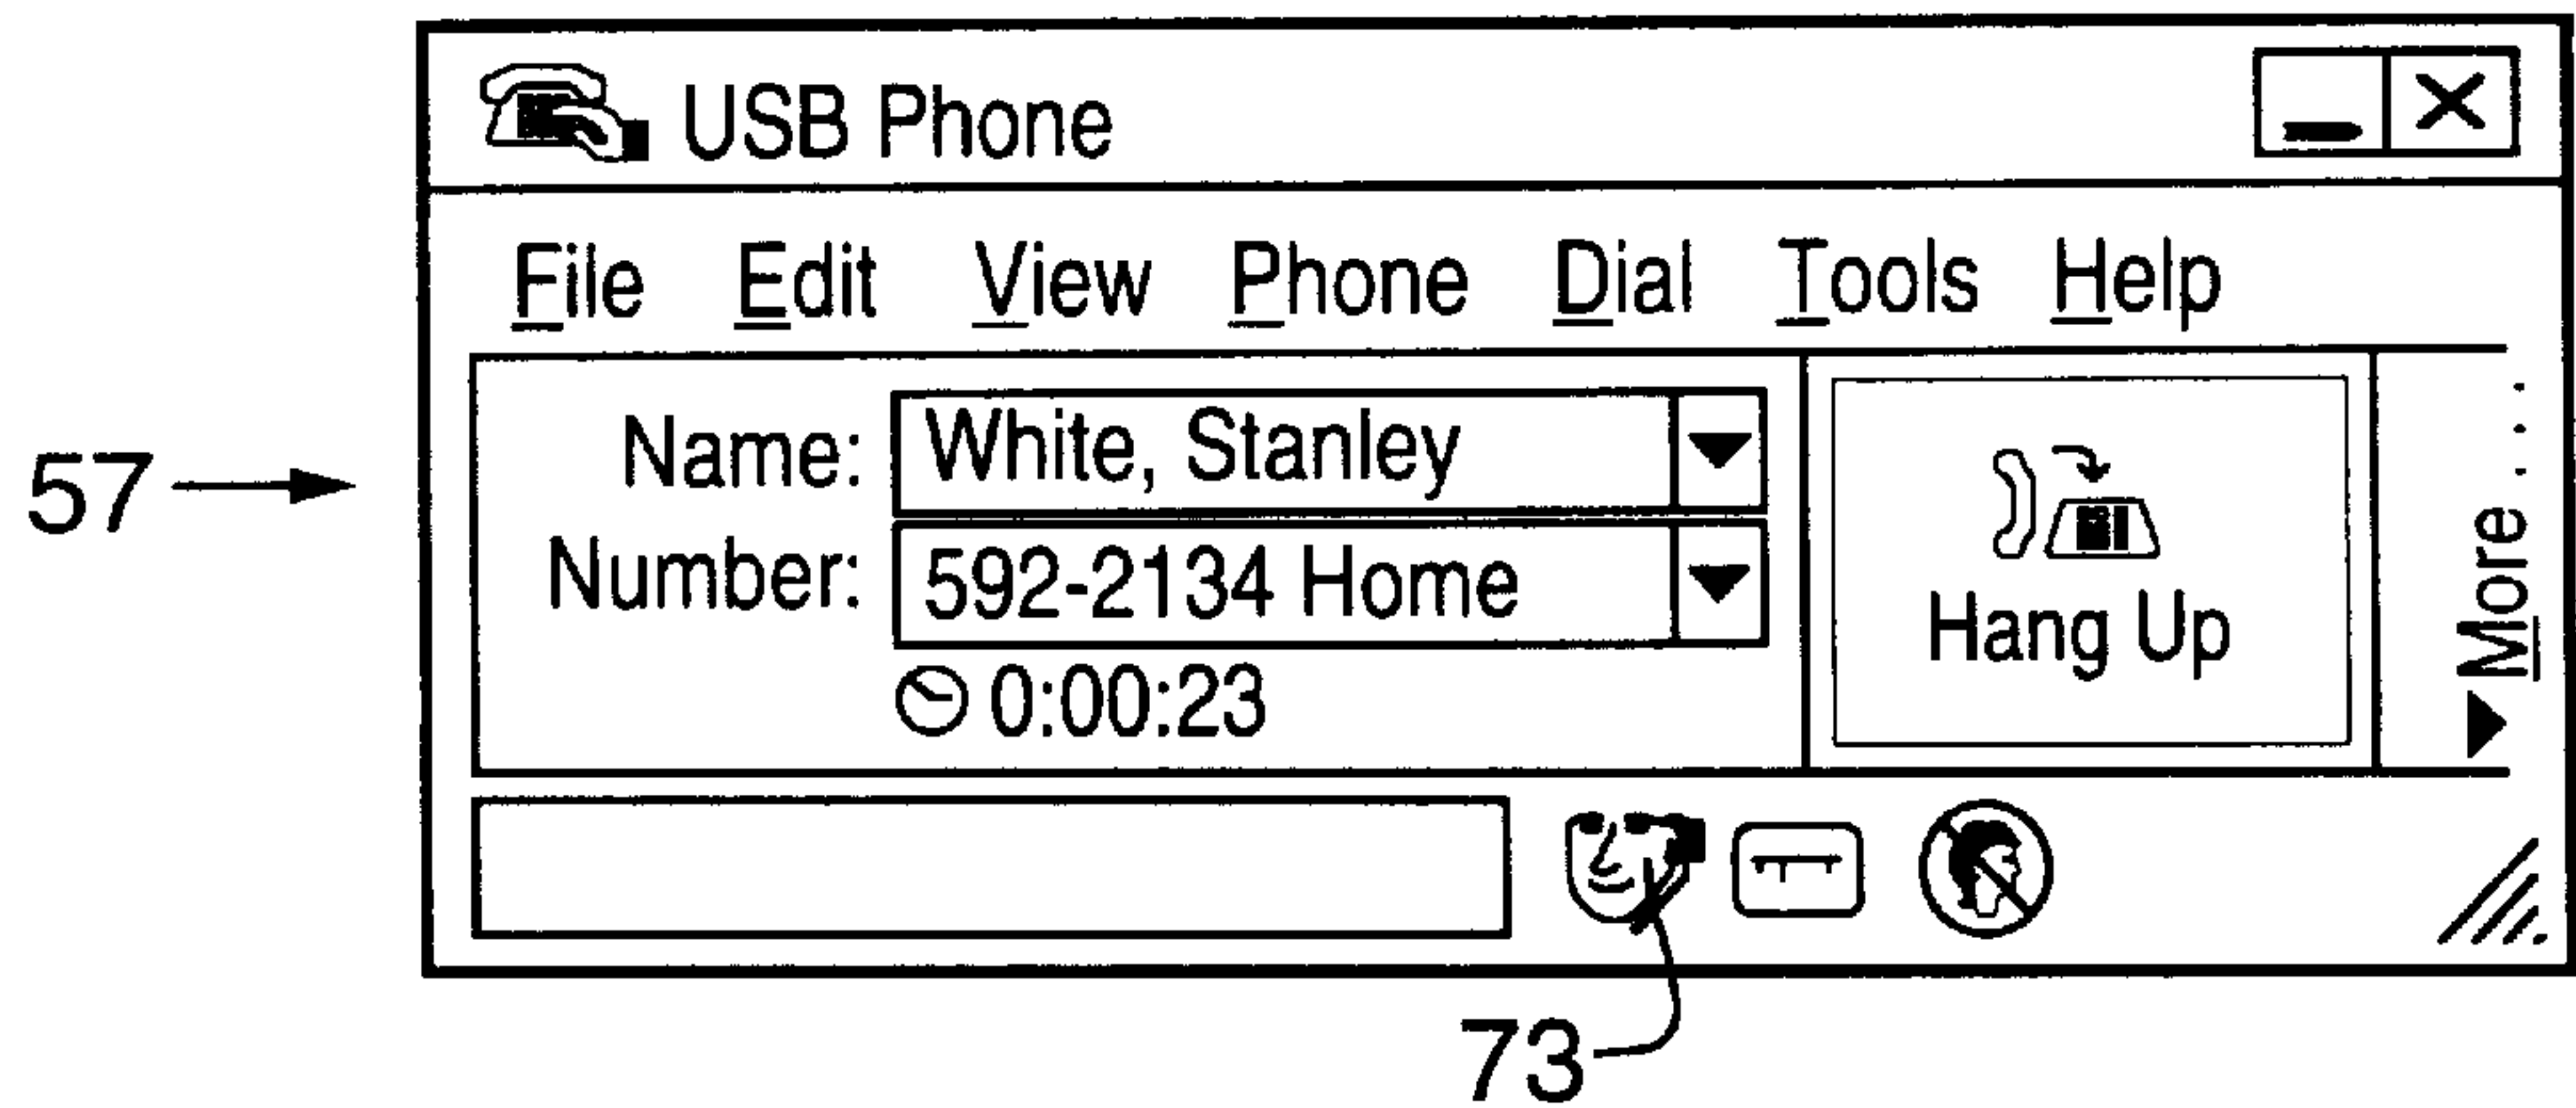 USB Phone
File Edit View Phone Dial Tools Help
Name: White, Stanley
Number: 592-2134 Home
0:00:23
Hang Up
More....
57
73